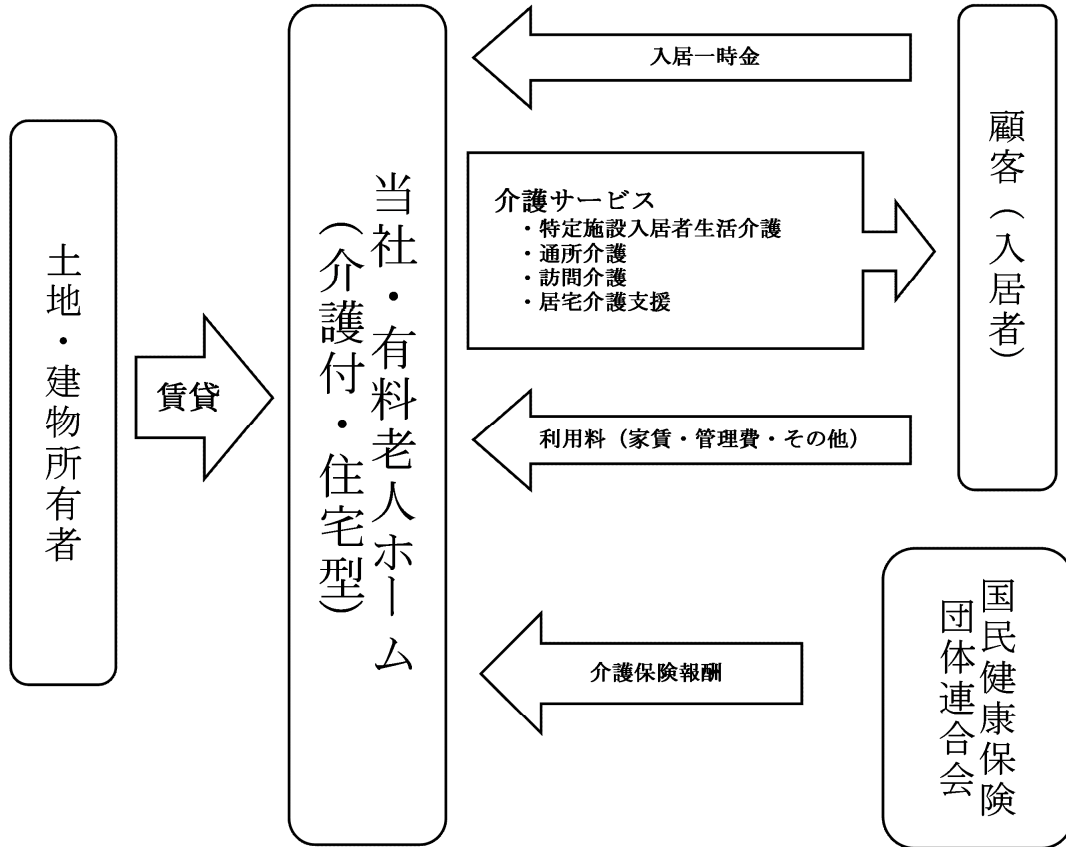 土地・建物所有者
賃貸
当社・有料老人ホーム
（介護付・住宅型）
入居一時金
介護サービス
・特定施設入居者生活介護
・通所介護
・訪問介護
・居宅介護支援
利用料（家賃・管理費・その他）
介護保険報酬
顧客（入居者）
国民健康保険
団体連合会